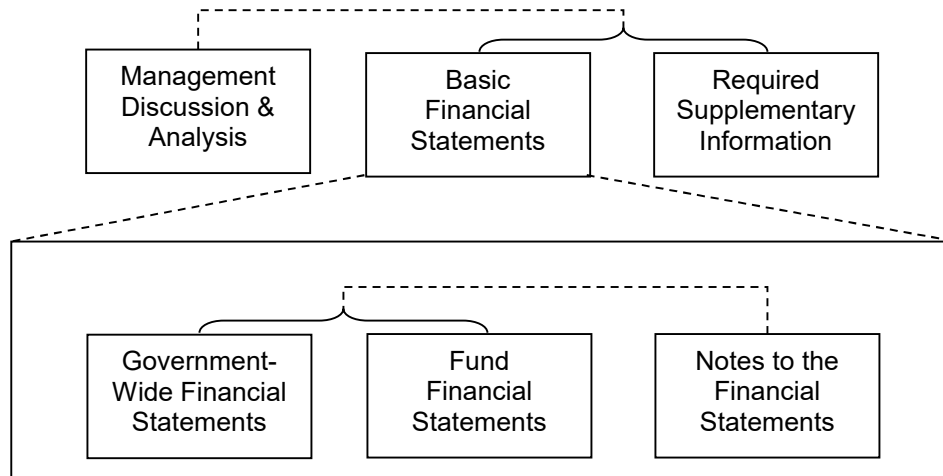 Management
Discussion &
Analysis
Basic
Financial
Statements
Required
Supplementary
Information
Government-
Wide Financial
Statements
Fund
Financial
Statements
Notes to the
Financial
Statements